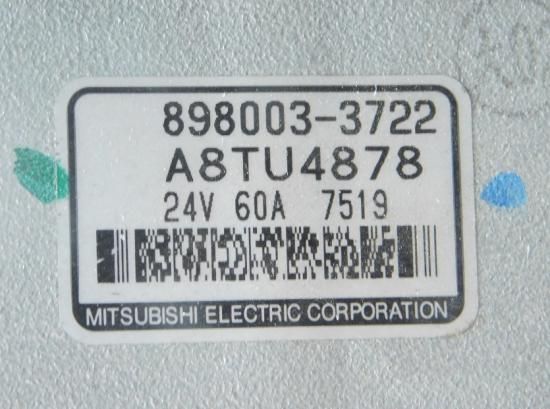 898003-3722
A8TU4878
24V 60A 7519
MITSUBISHI ELECTRIC CORPORATION